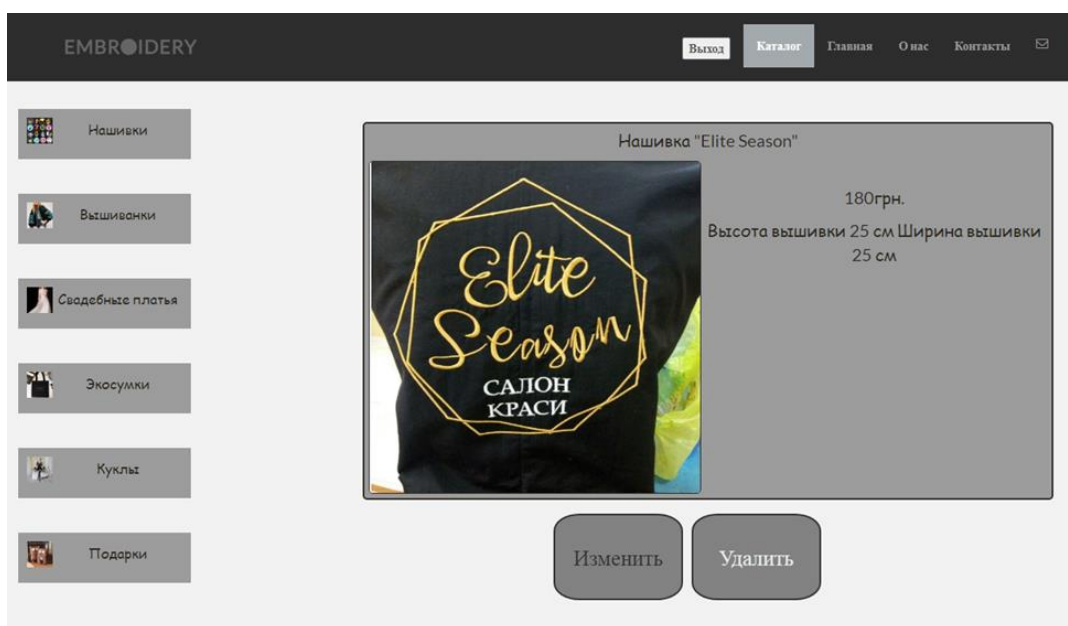 EMBROIDERY
Выход
Каталог
Главная
О нас
Контакты
Нашивки
Вышиванки
Свадебные платья
Экосумки
Куклы
Подарки
Нашивка "Elite Season"
Elite
Season
САЛОН
КРАСИ
180грн.
Высота вышивки 25 см Ширина вышивки
25 см
Изменить
Удалить